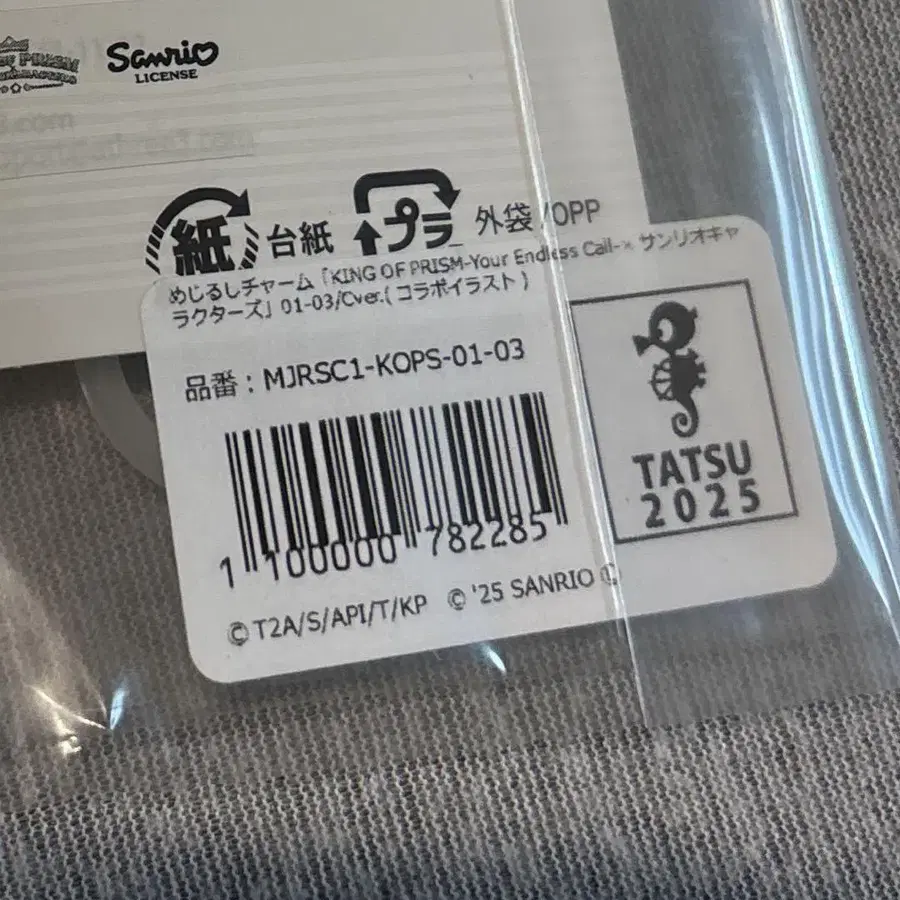 OF PRISM
Sanrio
LICENSE
.com
紙 台紙 プラ 外袋/OPP
めじるしチャーム「KING OF PRISM-Your Endless Call-× サンリオキャ
ラクターズ」01-03/Cver.(コラボイラスト)
品番:MJRSC1-KOPS-01-03
1 100000 782285
TATSU
2025
©T2A/S/API/T/KP © '25 SANRIO Ⓛ